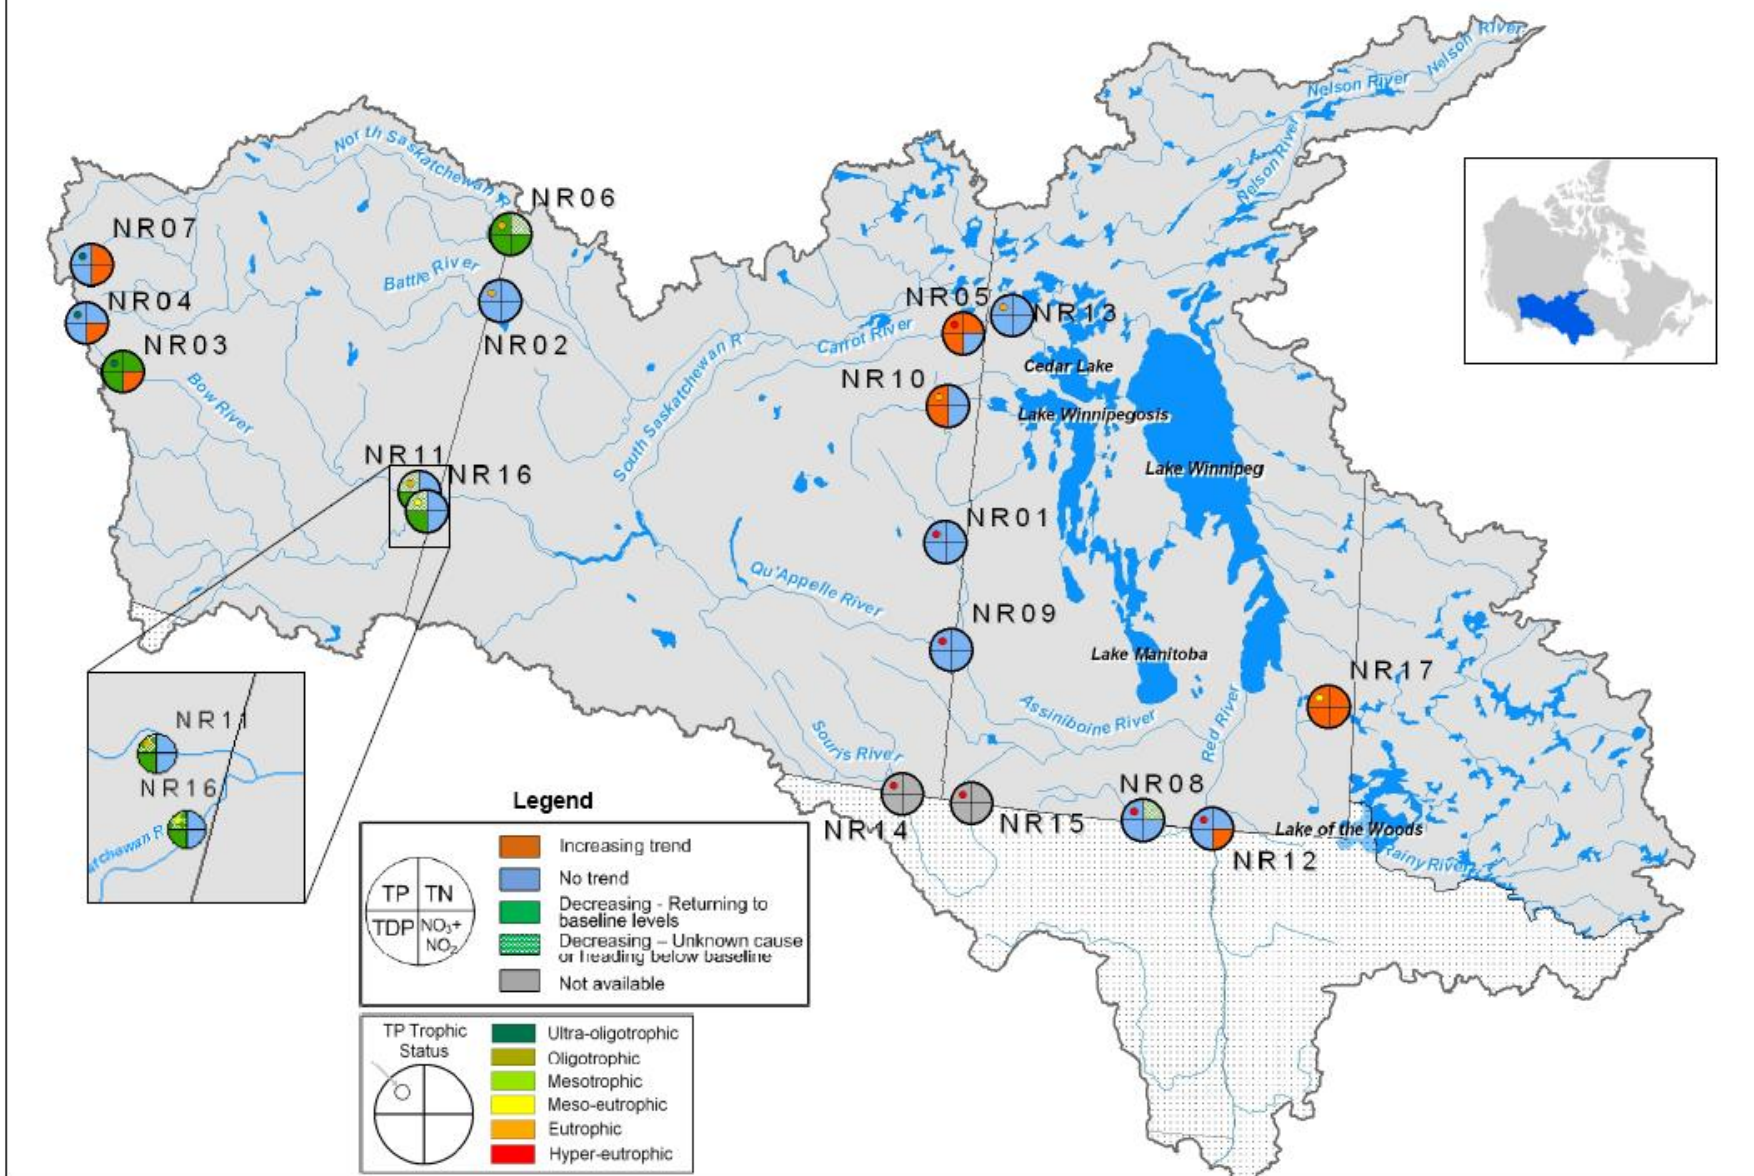 Nelson River
Nelson River
Nelson River
North Saskatchewan R
NR06
NR07
Battle River
NR04
NR05
NR13
NR03
NR02
Carrot River
Cedar Lake
South Saskatchewan R
NR10
Bow River
Lake Winnipegosis
NR11
NR16
Lake Winnipeg
NR01
Qu'Appelle River
NR09
Lake Manitoba
NR17
Assiniboine River
Red River
Souris River
NR11
NR16
atchewan R
NR14
NR15
NR08
NR12
Lake of the Woods
Rainy River
Legend
TP
TN
TDP
NO3+
NO2
Increasing trend
No trend
Decreasing - Returning to
baseline levels
Decreasing – Unknown cause
or heading below baseline
Not available
TP Trophic
Status
Ultra-oligotrophic
Oligotrophic
Mesotrophic
Meso-eutrophic
Eutrophic
Hyper-eutrophic